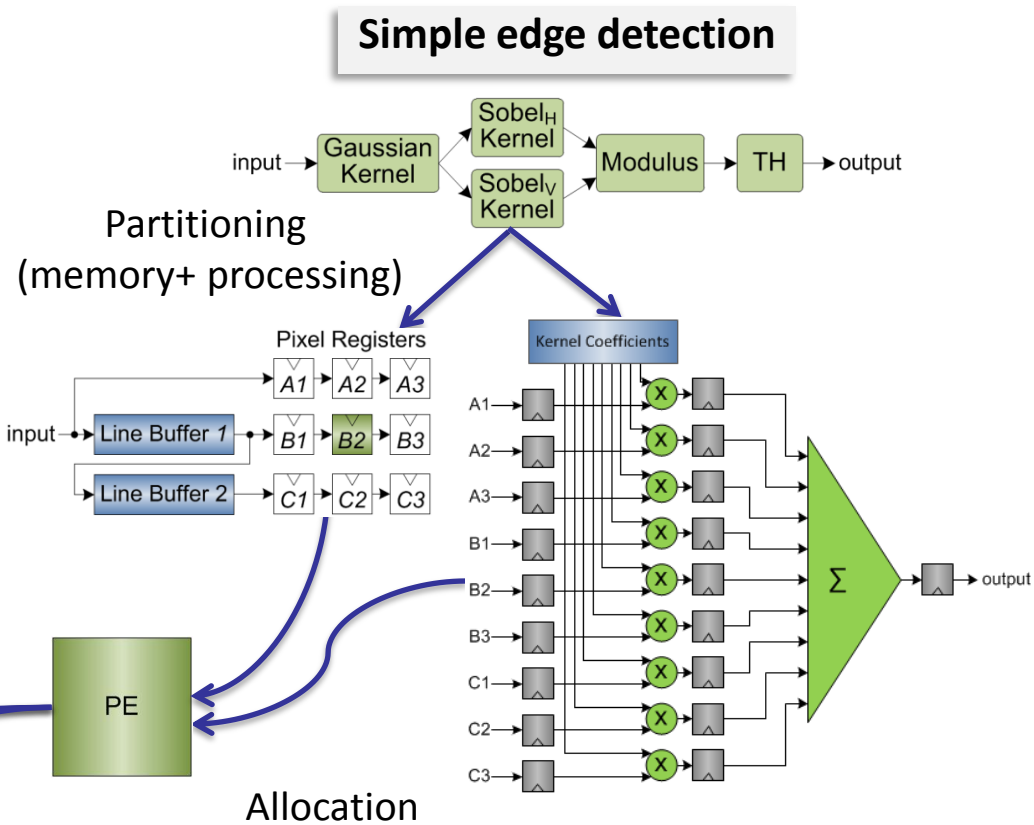 Simple edge detection
input
Gaussian
Kernel
Sobel_H
Kernel
Sobel_V
Kernel
Modulus
TH
output
Partitioning
(memory+ processing)
Pixel Registers
A1 A2 A3
input
Line Buffer 1
B1 B2 B3
Line Buffer 2
C1 C2 C3
Kernel Coefficients
A1
A2
A3
B1
B2
B3
C1
C2
C3
X
X
X
X
X
X
X
X
X
Σ
output
PE
Allocation